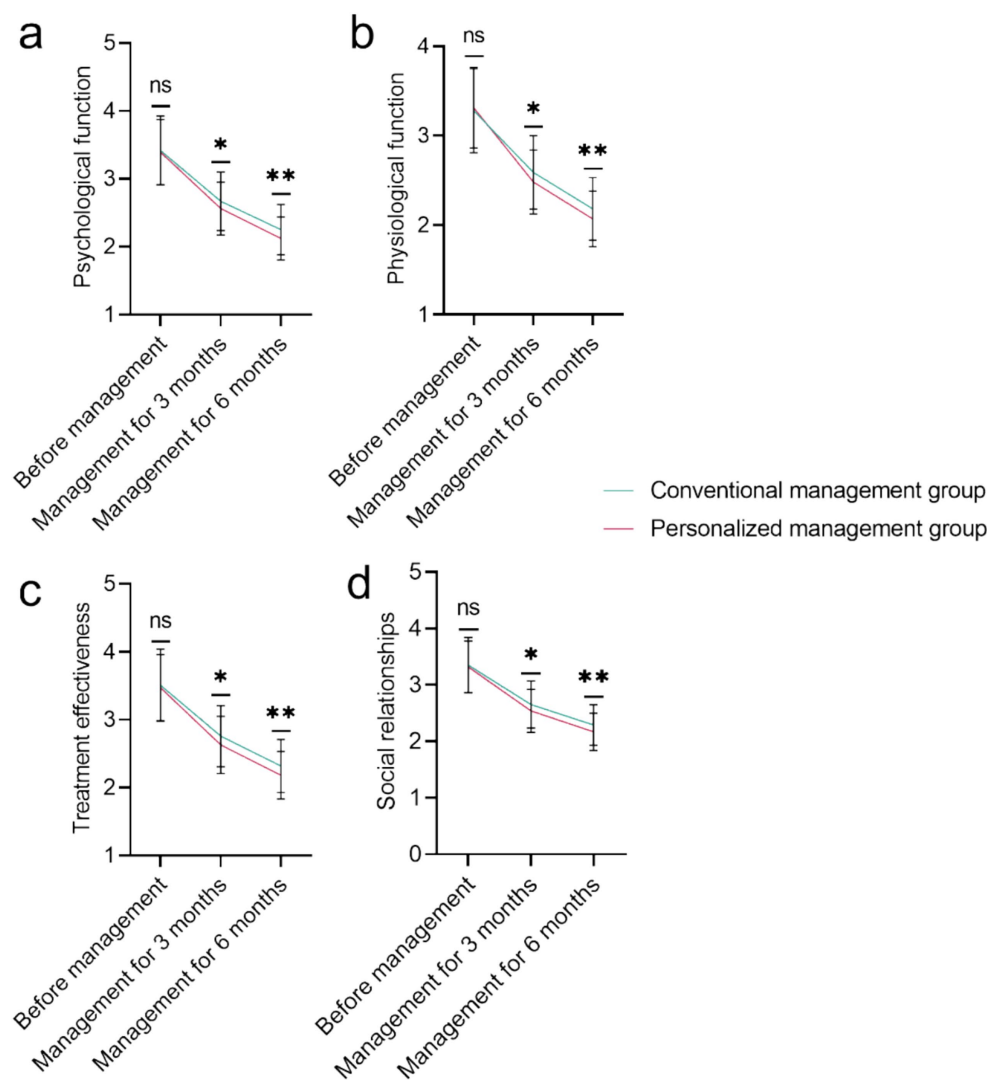 a
Psychological function
5
4
3
2
1
ns
*
**
Before management
Management for 3 months
Management for 6 months
b
Physiological function
4
3
2
1
ns
*
**
Before management
Management for 3 months
Management for 6 months
Conventional management group
Personalized management group
c
Treatment effectiveness
5
4
3
2
1
ns
*
**
Before management
Management for 3 months
Management for 6 months
d
Social relationships
5
4
3
2
1
0
ns
*
**
Before management
Management for 3 months
Management for 6 months